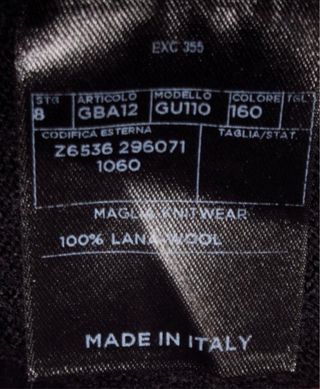 EXC 355
STG ARTICOLO MODELLO COLORE TGL
8 GBA12 GU110 160
CODIFICA ESTERNA TAGLIA/STAT.
Z6536 296071
1060
MAGLIA KNITWEAR
100% LANA-WOOL
MADE IN ITALY